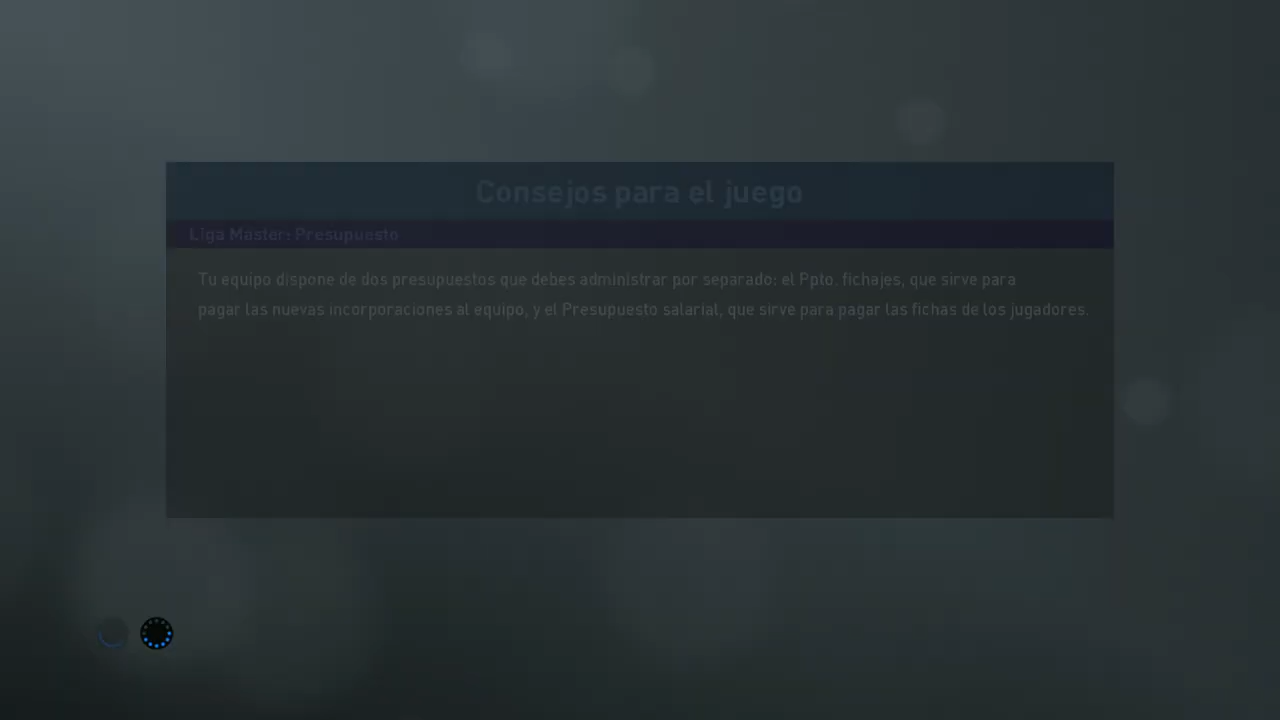 Consejos para el juego
Liga Máster: Presupuesto
Tu equipo dispone de dos presupuestos que debes administrar por separado: el Ppto. fichajes, que sirve para
pagar las nuevas incorporaciones al equipo, y el Presupuesto salarial, que sirve para pagar las fichas de los jugadores.